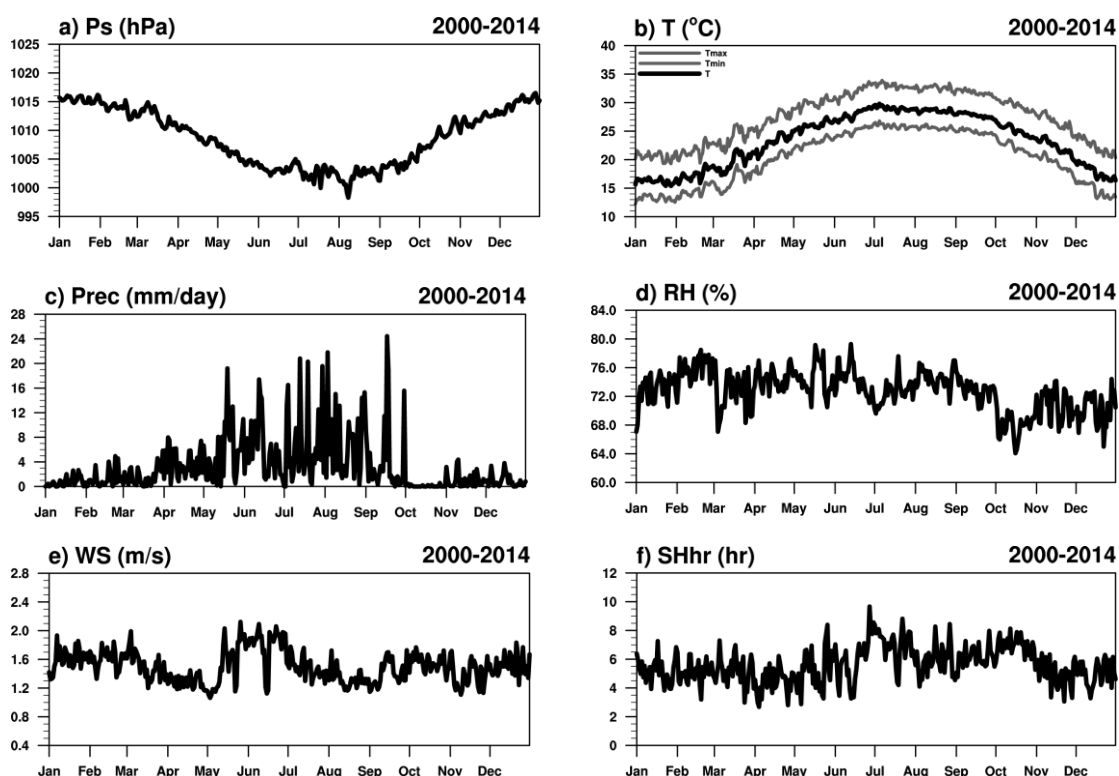 a) Ps (hPa) 2000-2014
1025
1020
1015
1010
1005
1000
995
Jan Feb Mar Apr May Jun Jul Aug Sep Oct Nov Dec
b) T (°C) 2000-2014
40
35
30
25
20
15
10
Tmax
Tmin
T
Jan Feb Mar Apr May Jun Jul Aug Sep Oct Nov Dec
c) Prec (mm/day) 2000-2014
28
24
20
16
12
8
4
0
Jan Feb Mar Apr May Jun Jul Aug Sep Oct Nov Dec
d) RH (%) 2000-2014
84.0
80.0
76.0
72.0
68.0
64.0
60.0
Jan Feb Mar Apr May Jun Jul Aug Sep Oct Nov Dec
e) WS (m/s) 2000-2014
2.8
2.4
2.0
1.6
1.2
0.8
0.4
Jan Feb Mar Apr May Jun Jul Aug Sep Oct Nov Dec
f) SHhr (hr) 2000-2014
12
10
8
6
4
2
0
Jan Feb Mar Apr May Jun Jul Aug Sep Oct Nov Dec